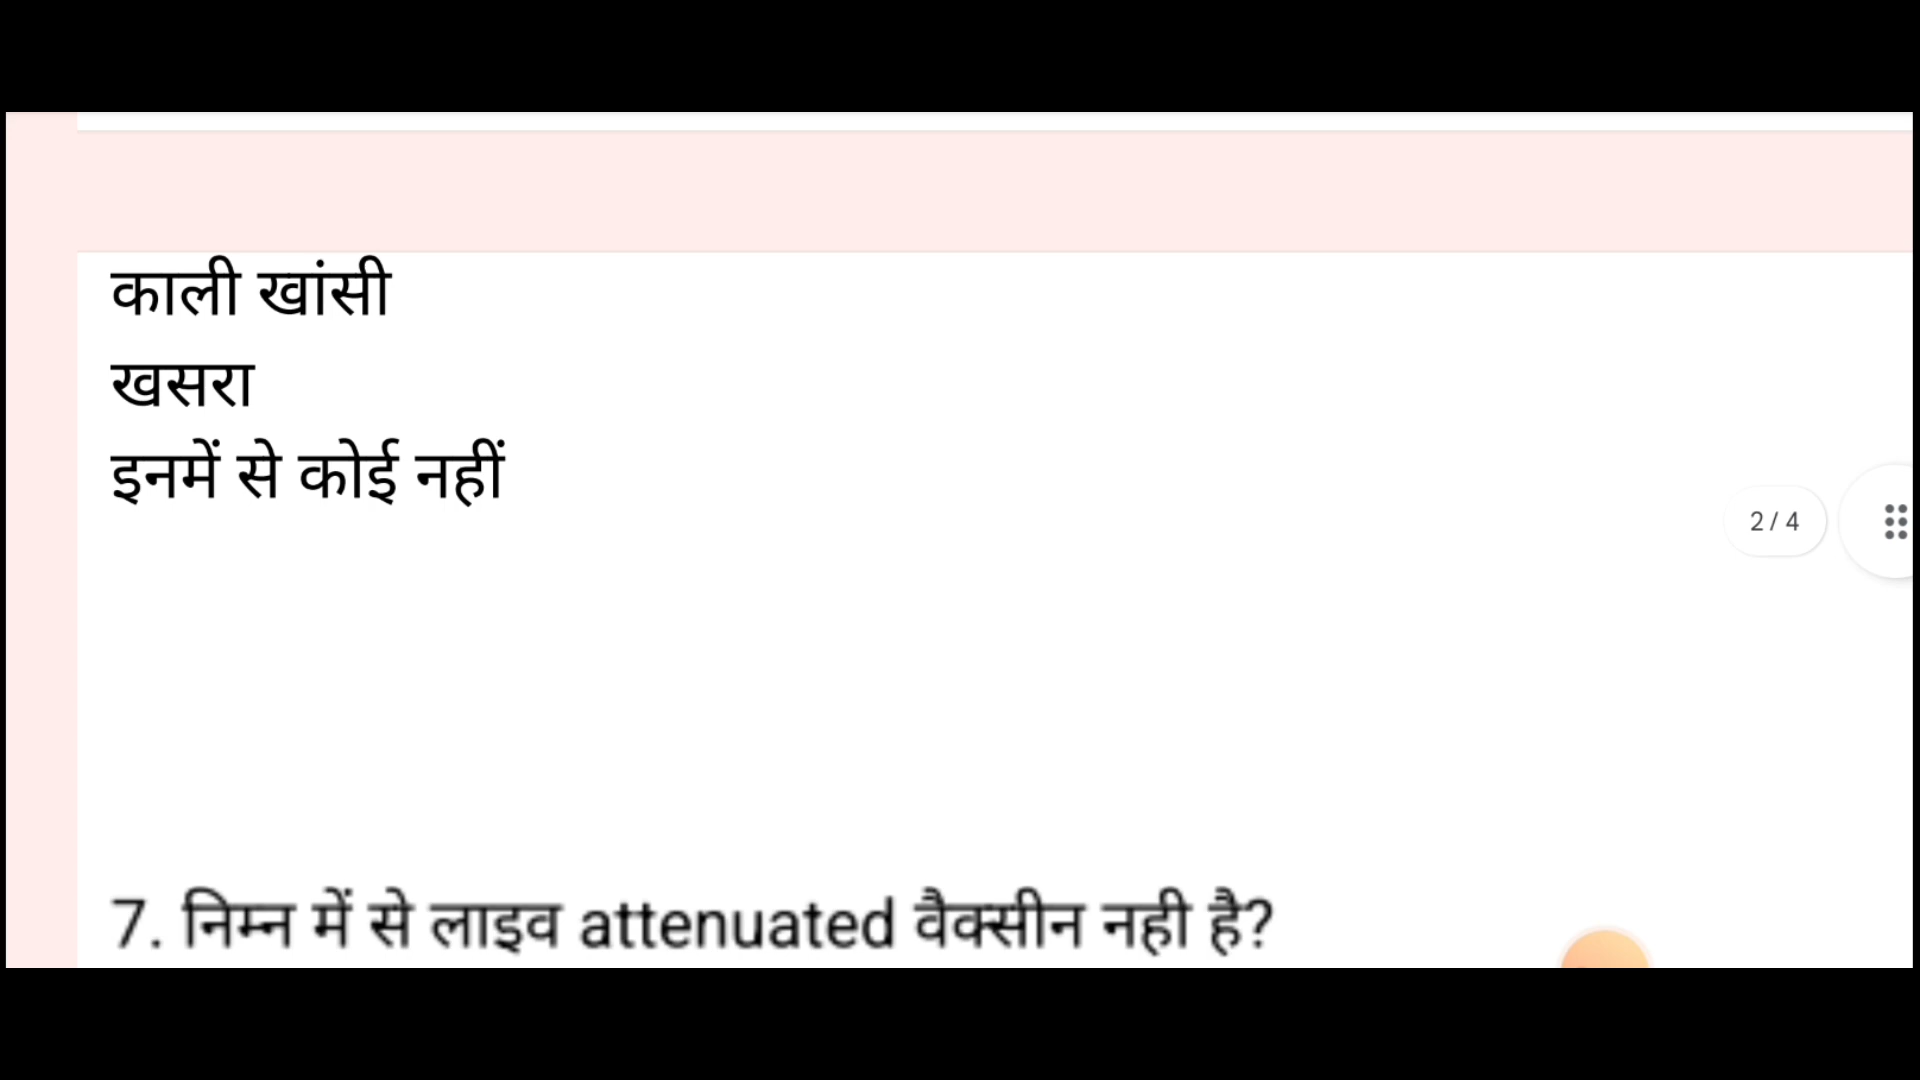 काली खांसी
खसरा
इनमें से कोई नहीं
2 / 4
7. निम्न में से लाइव attenuated वैक्सीन नही है?